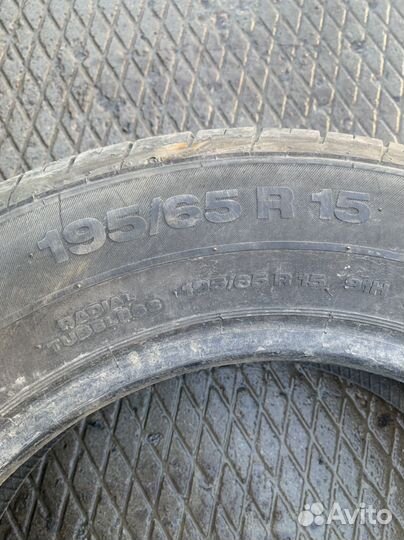 195/65 R 15
195/65 R 15 91H
RADIAL
TUBELESS
Avito